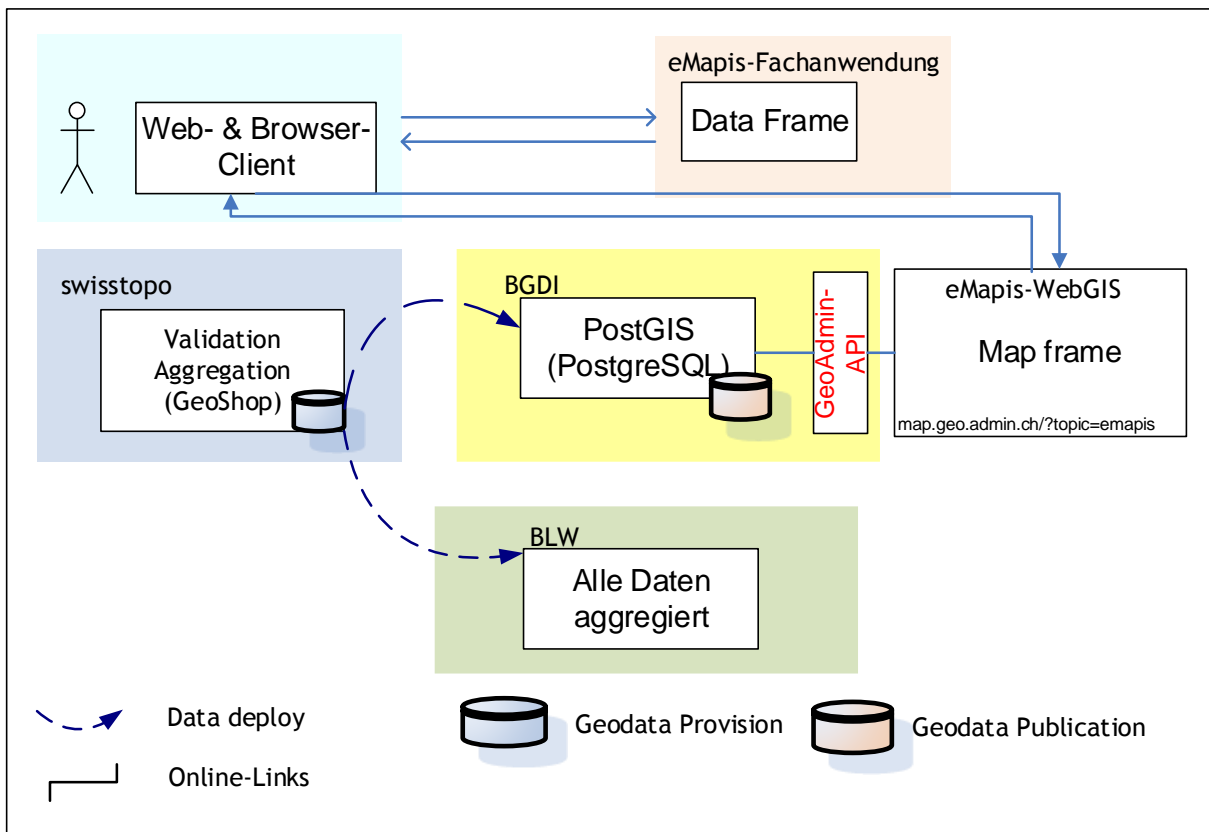 eMapis-Fachanwendung
Web- & Browser-
Client
Data Frame
swisstopo
Validation
Aggregation
(GeoShop)
BGDI
PostGIS
(PostgreSQL)
GeoAdmin-
API
eMapis-WebGIS
Map frame
map.geo.admin.ch/?topic=emapis
BLW
Alle Daten
aggregiert
Data deploy
Online-Links
Geodata Provision
Geodata Publication